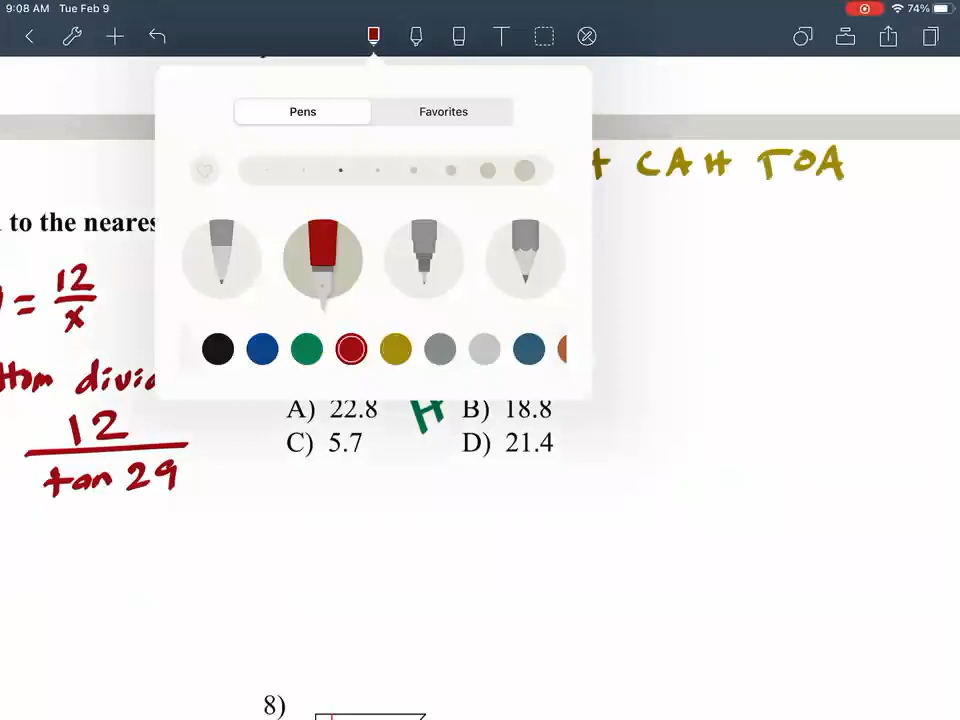 9:08 AM Tue Feb 9
74%
Pens Favorites
CAH TOA
to the neares
= 12/x
divid
12
tan 29
A) 22.8 H B) 18.8
C) 5.7 D) 21.4
8)